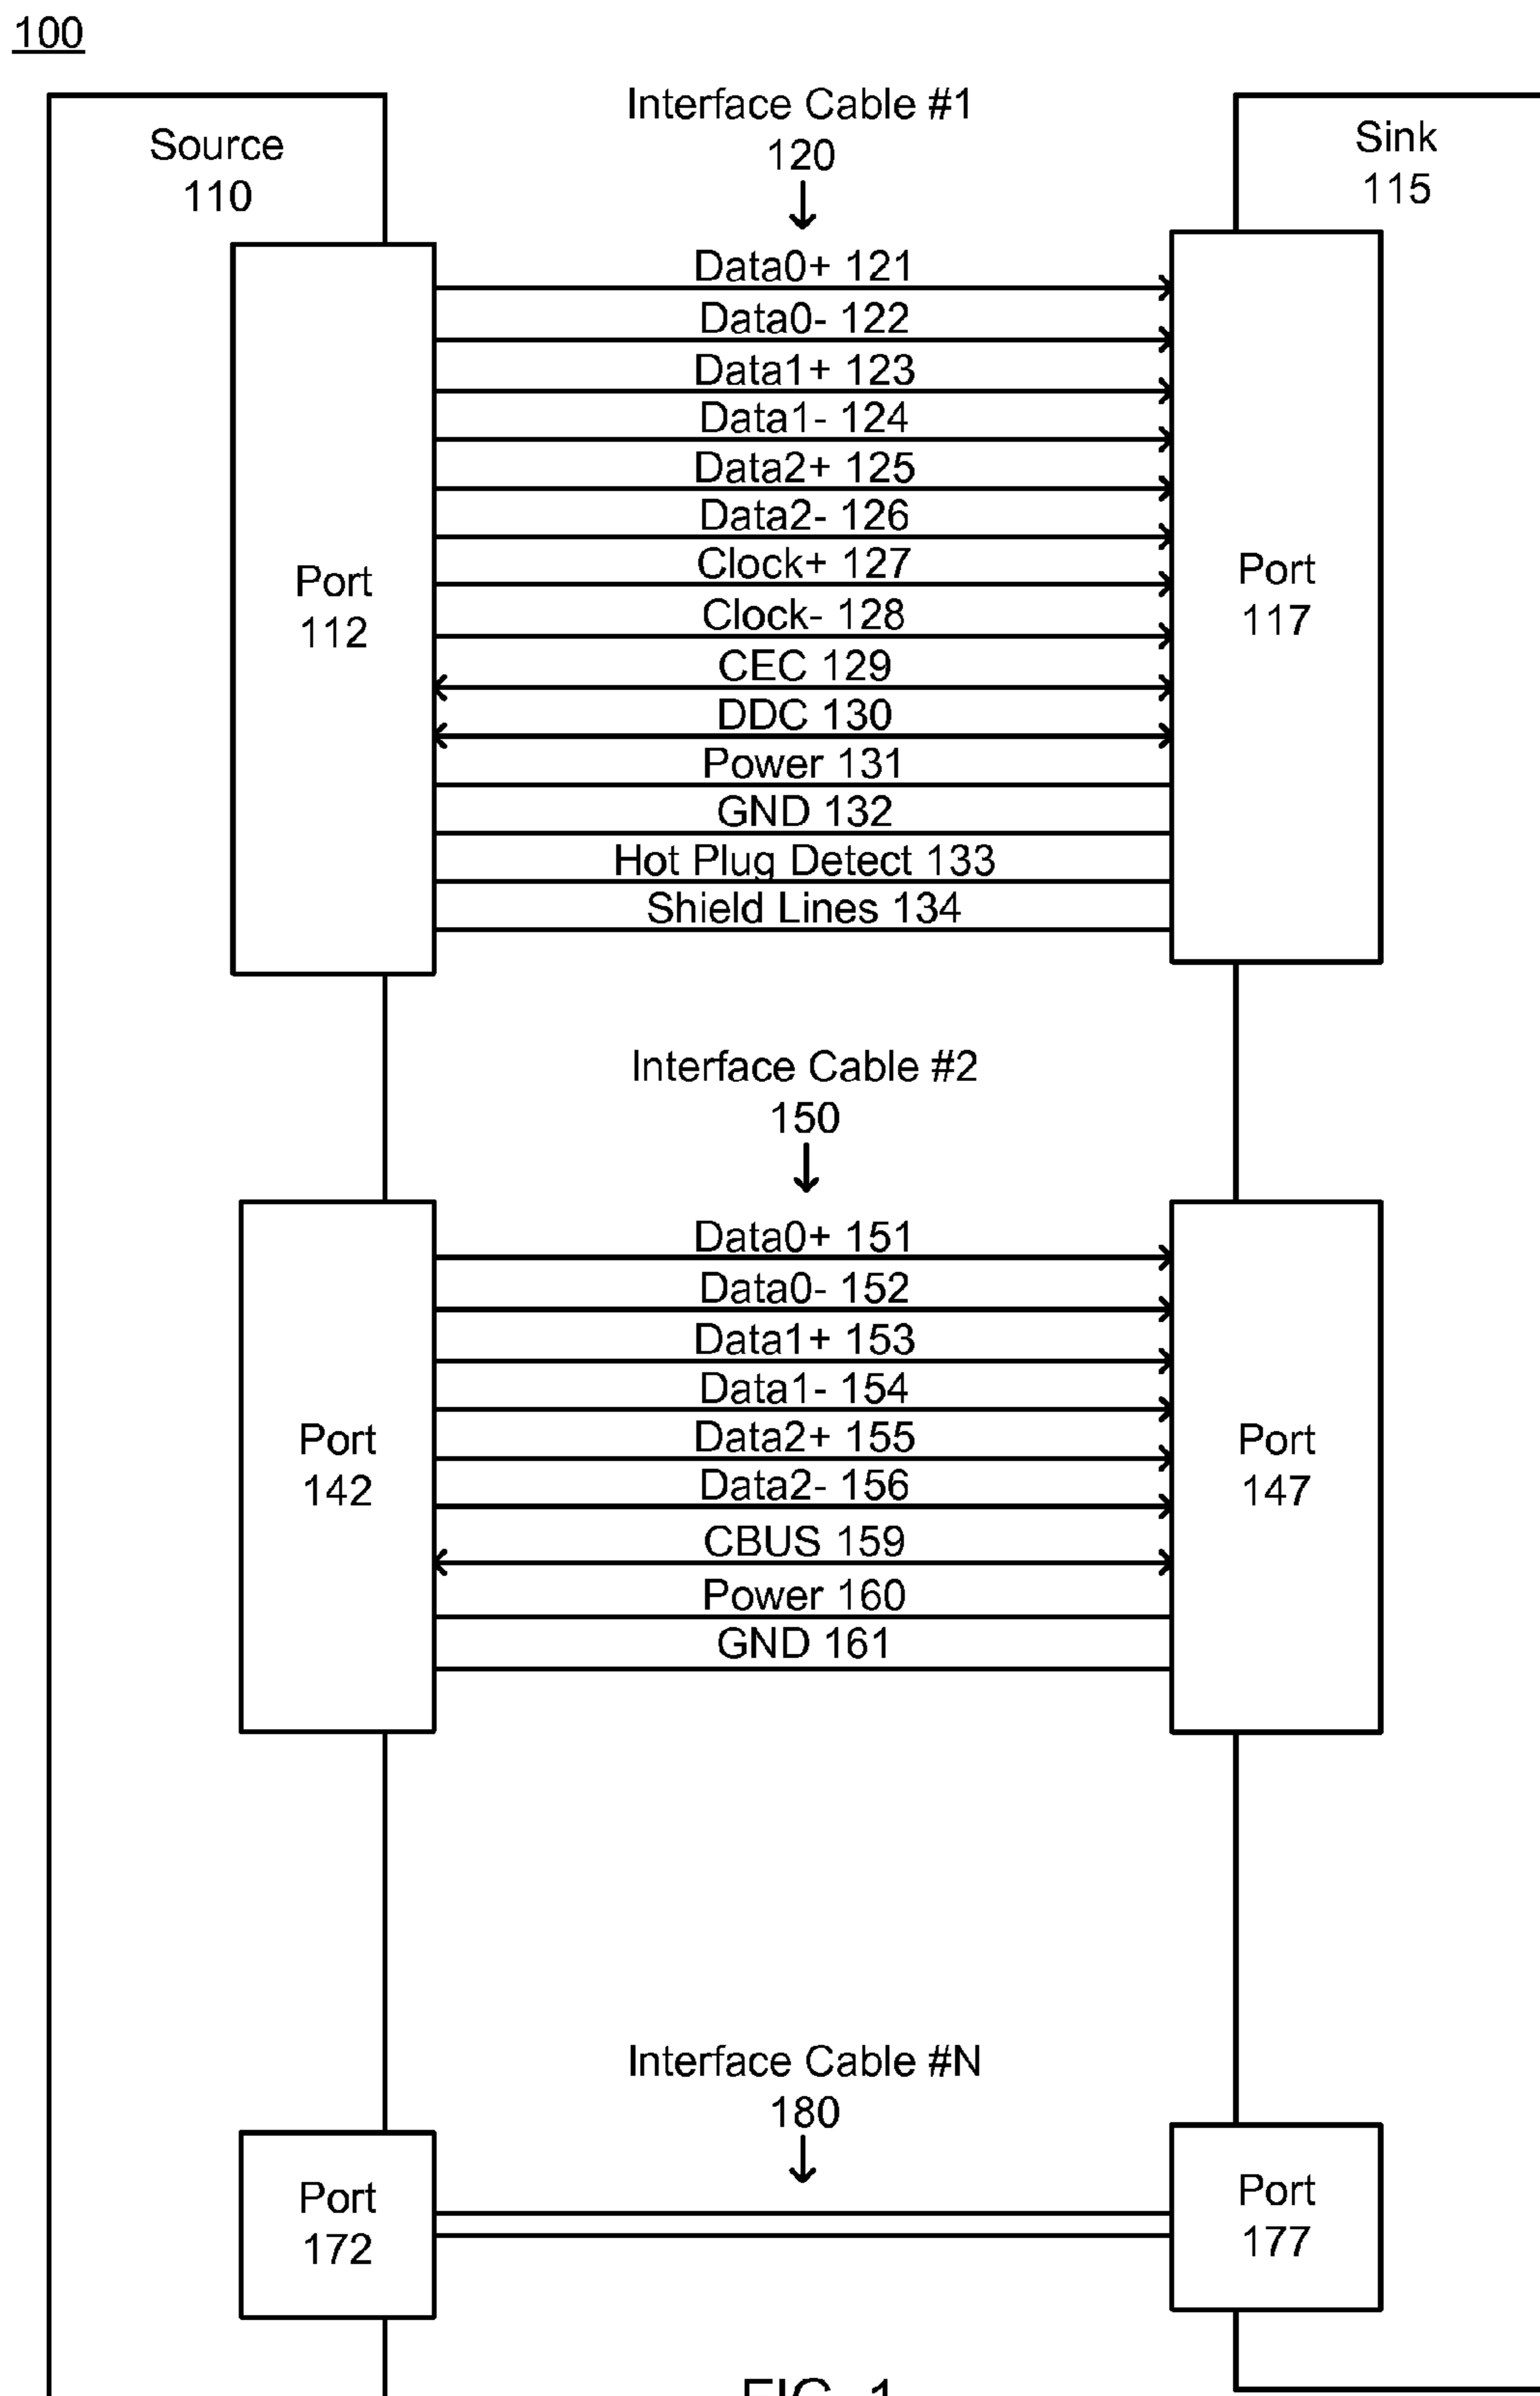 100
Source
110
Interface Cable #1
120
Sink
115
Data0+ 121
Data0- 122
Data1+ 123
Data1- 124
Data2+ 125
Data2- 126
Clock+ 127
Clock- 128
CEC 129
DDC 130
Power 131
GND 132
Hot Plug Detect 133
Shield Lines 134
Port
112
Port
117
Interface Cable #2
150
Data0+ 151
Data0- 152
Data1+ 153
Data1- 154
Data2+ 155
Data2- 156
CBUS 159
Power 160
GND 161
Port
142
Port
147
Interface Cable #N
180
Port
172
Port
177
FIG. 1